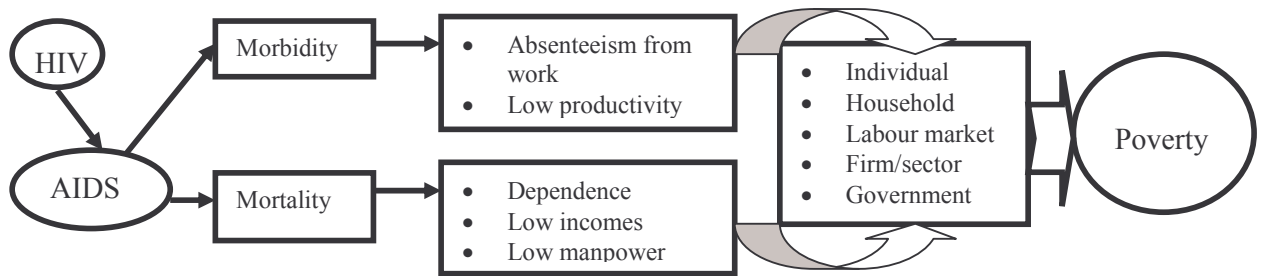 HIV
AIDS
Morbidity
Mortality
• Absenteeism from
work
• Low productivity
• Dependence
• Low incomes
• Low manpower
• Individual
• Household
• Labour market
• Firm/sector
• Government
Poverty